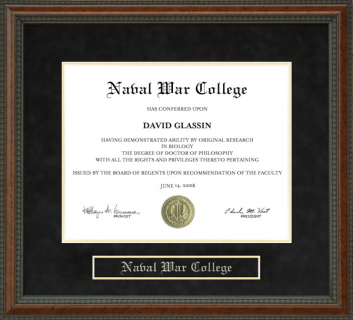 Naval War College
HAS CONFERRED UPON
DAVID GLASSIN
HAVING DEMONSTRATED ABILITY BY ORIGINAL RESEARCH
IN BIOLOGY
THE DEGREE OF DOCTOR OF PHILOSOPHY
WITH ALL THE RIGHTS AND PRIVILEGES THERETO PERTAINING
ISSUED BY THE BOARD OF REGENTS UPON RECOMMENDATION OF THE FACULTY
JUNE 14, 2006
PROVOST
PRESIDENT
Naval War College